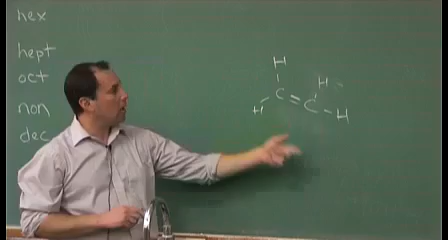 hex
hept
oct
non
dec
H
H
C = C
H - H